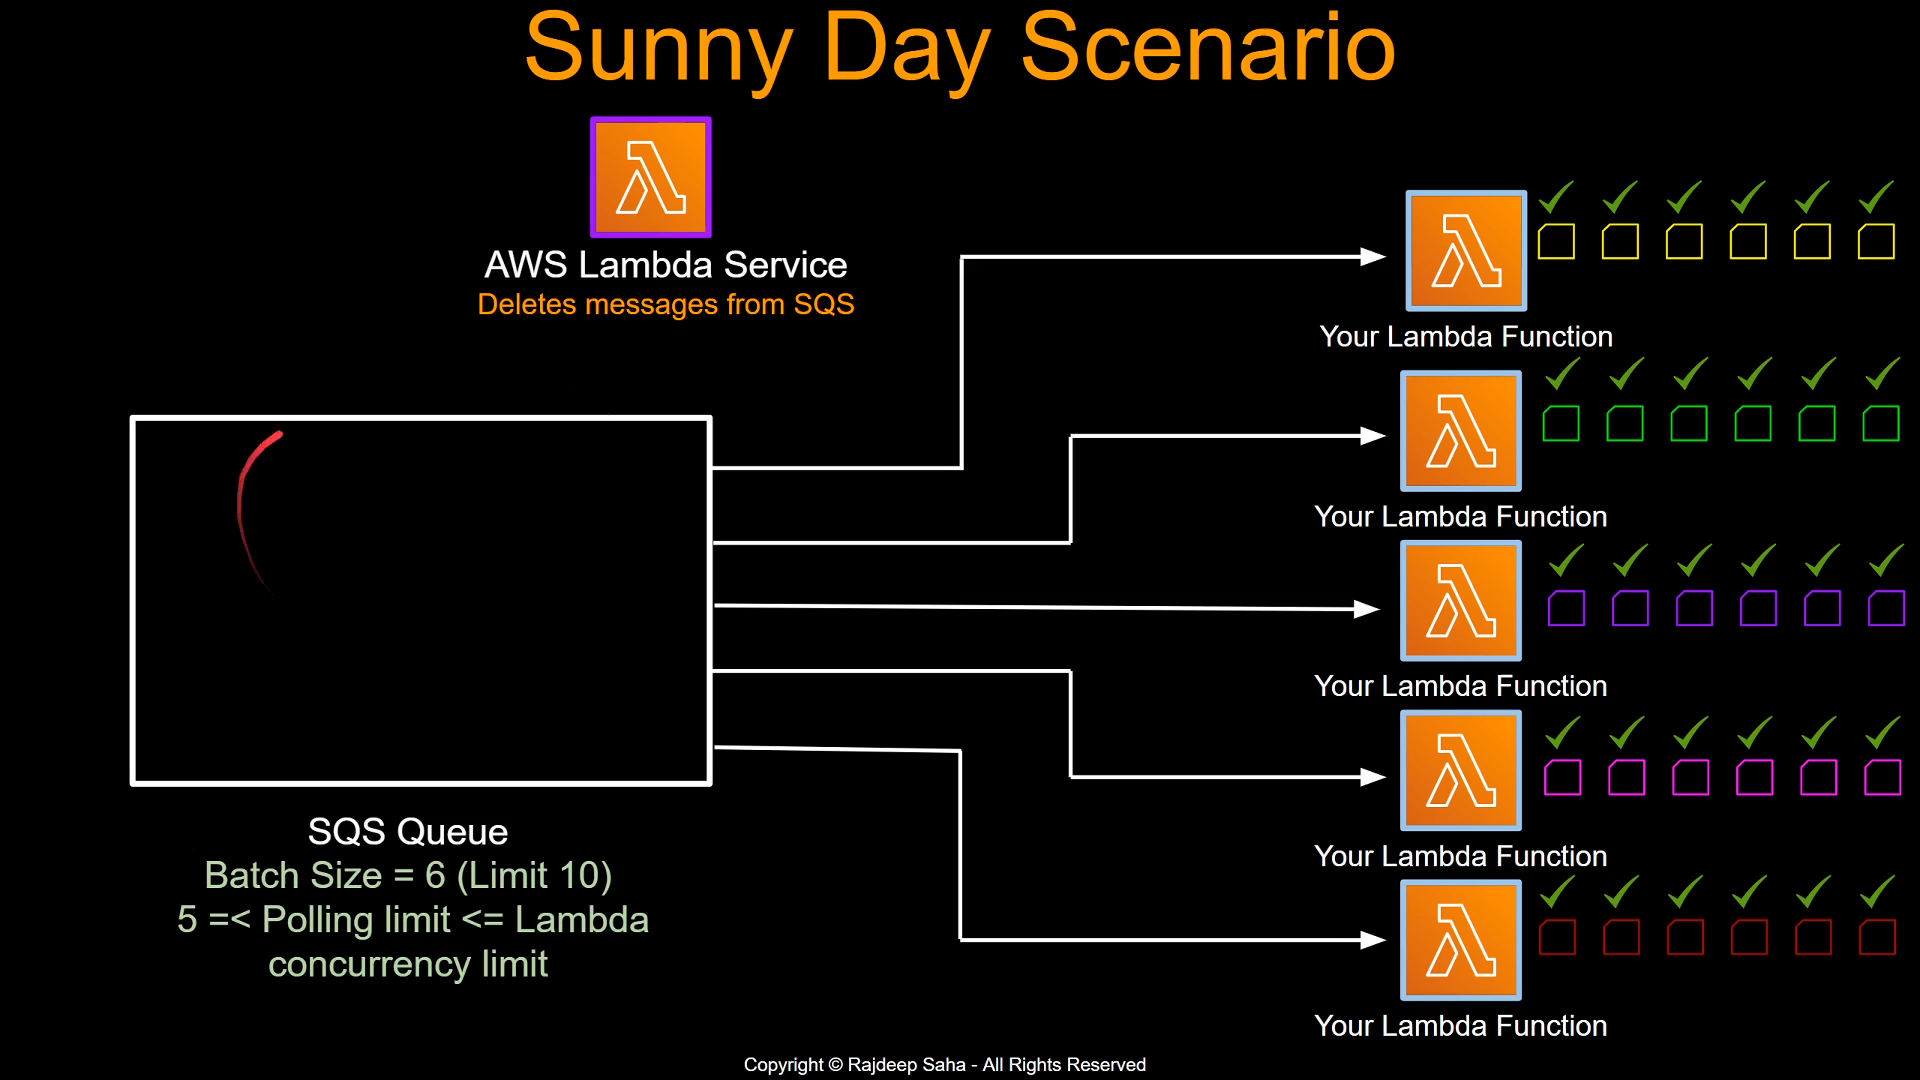 Sunny Day Scenario
AWS Lambda Service
Deletes messages from SQS
Your Lambda Function
Your Lambda Function
Your Lambda Function
Your Lambda Function
Your Lambda Function
SQS Queue
Batch Size = 6 (Limit 10)
5 =< Polling limit <= Lambda
concurrency limit
Copyright © Rajdeep Saha - All Rights Reserved